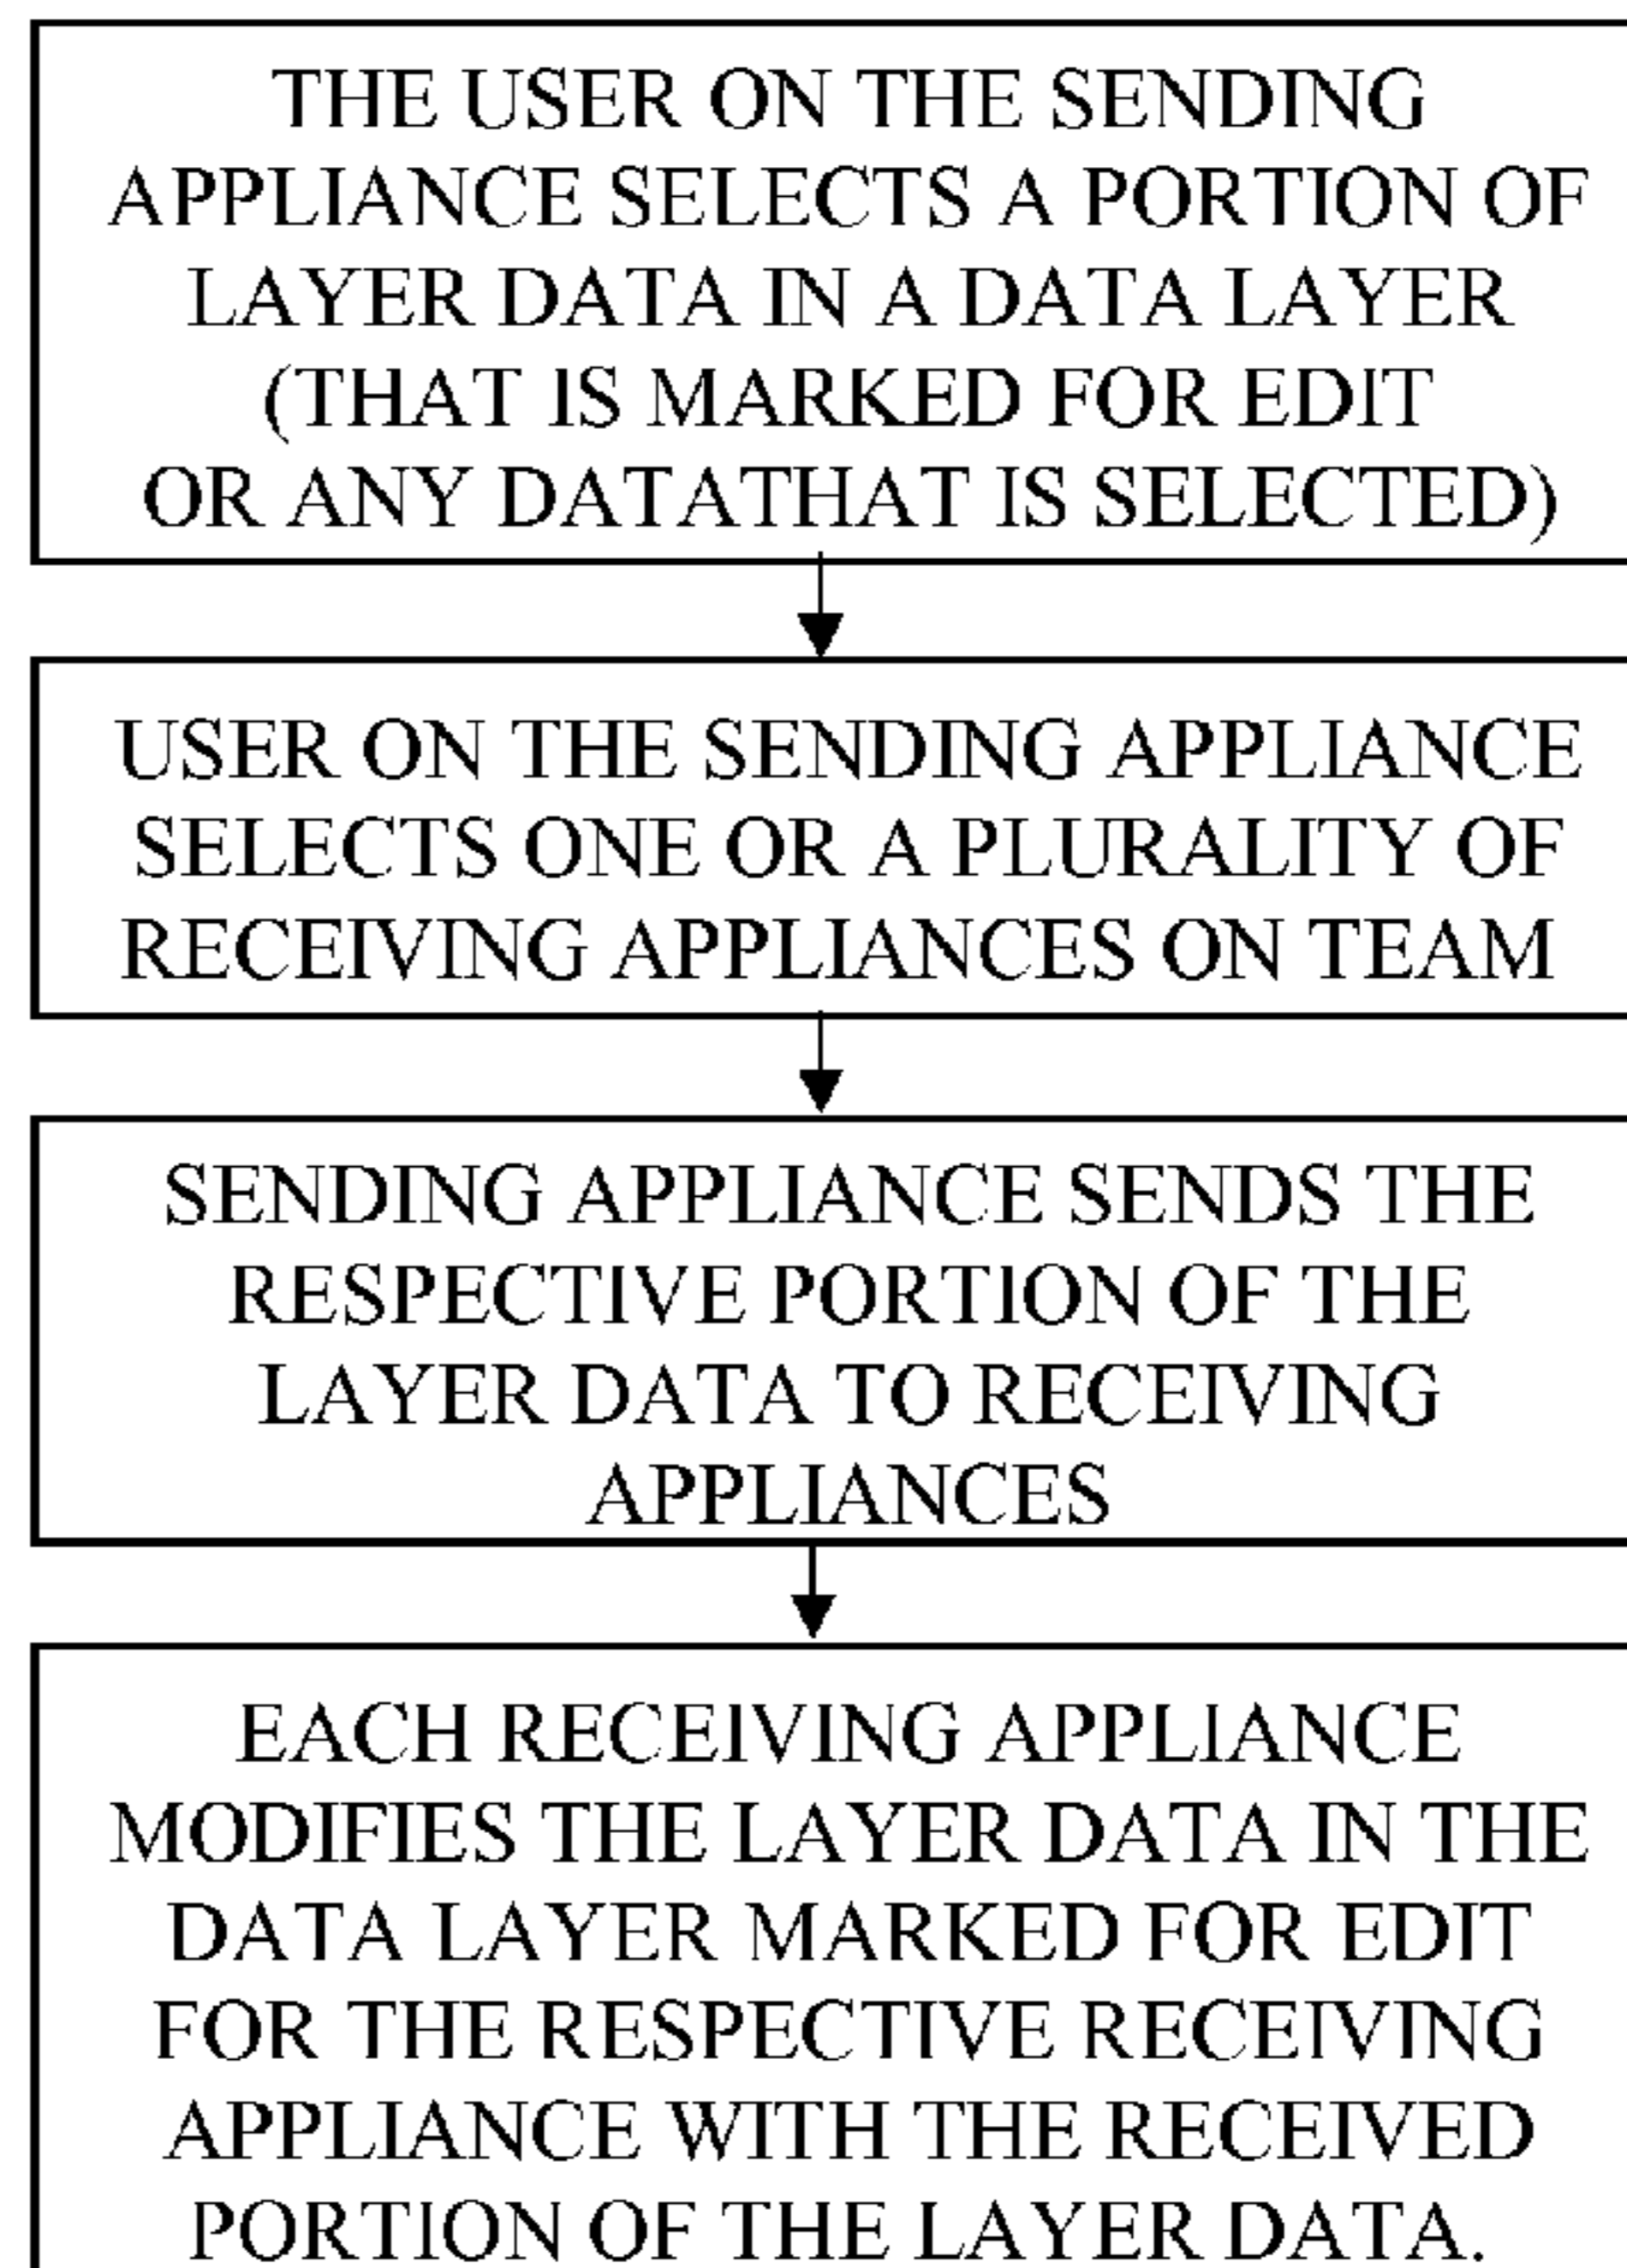 THE USER ON THE SENDING
APPLIANCE SELECTS A PORTION OF
LAYER DATA IN A DATA LAYER
(THAT IS MARKED FOR EDIT
OR ANY DATATHAT IS SELECTED)
USER ON THE SENDING APPLIANCE
SELECTS ONE OR A PLURALITY OF
RECEIVING APPLIANCES ON TEAM
SENDING APPLIANCE SENDS THE
RESPECTIVE PORTION OF THE
LAYER DATA TO RECEIVING
APPLIANCES
EACH RECEIVING APPLIANCE
MODIFIES THE LAYER DATA IN THE
DATA LAYER MARKED FOR EDIT
FOR THE RESPECTIVE RECEIVING
APPLIANCE WITH THE RECEIVED
PORTION OF THE LAYER DATA.